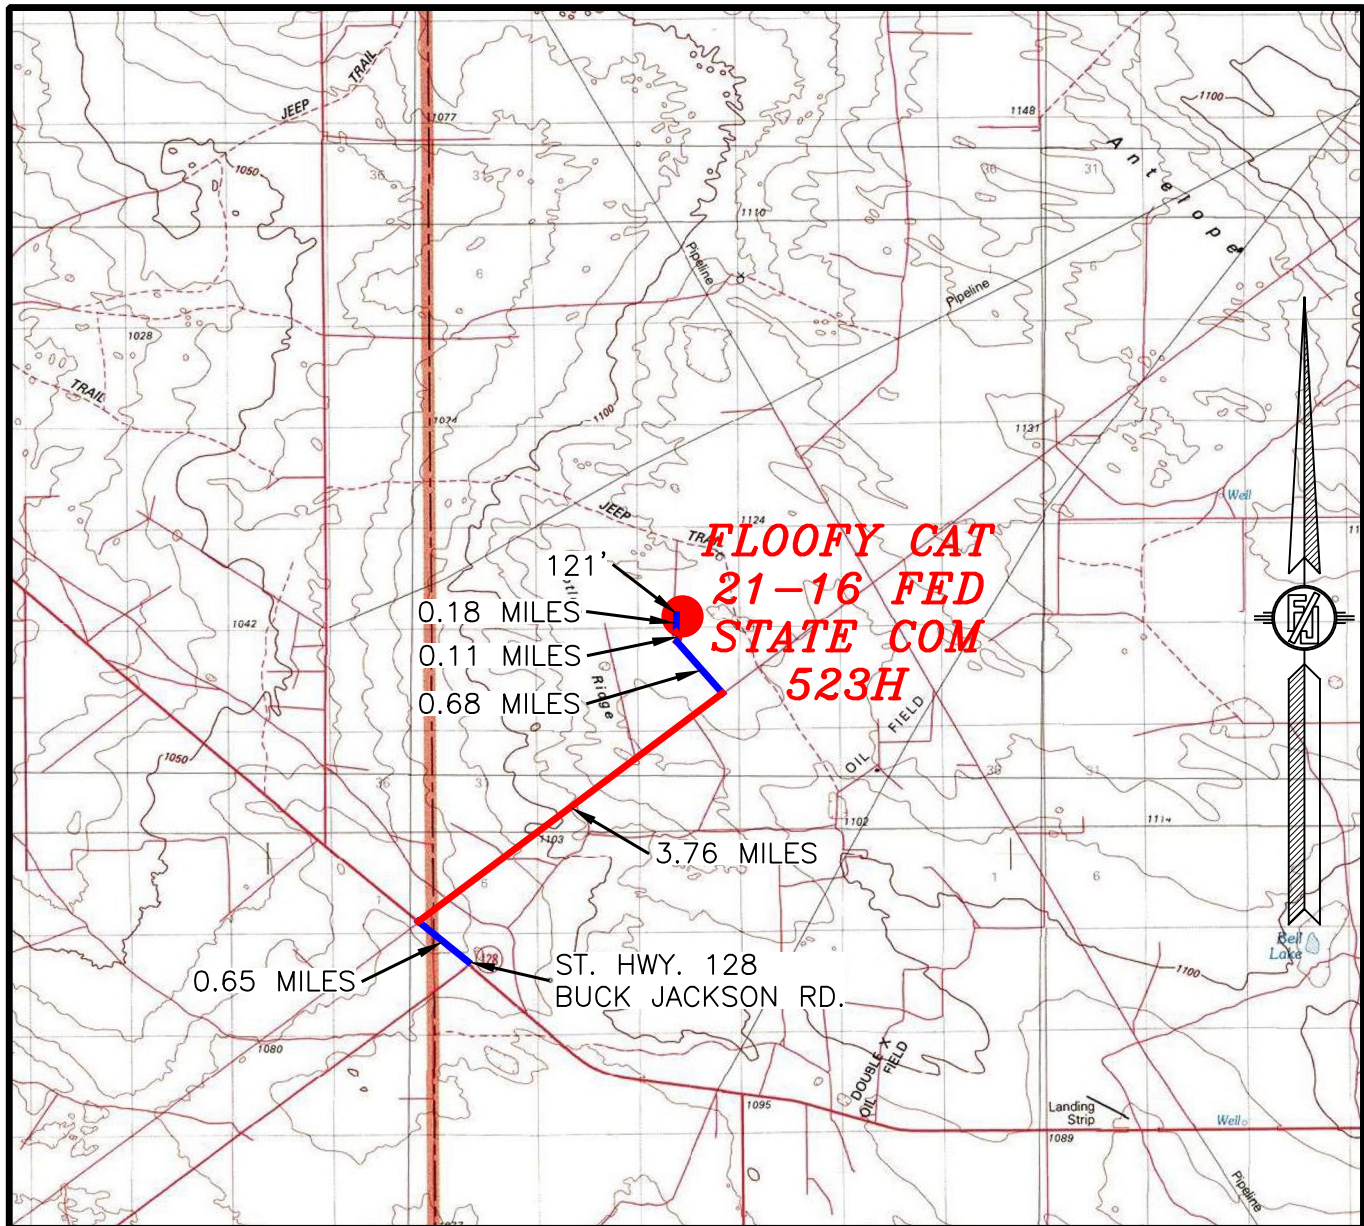 JEEP
TRAIL
1077
1148
1100
Antelope
1050
36
31
36
31
1110
6
6
Pipeline
Pipeline
1028
TRAIL
1074
1100
1131
Well
JEEP
TRAIL
1124
FLOOFY CAT
21-16 FED
STATE COM
523H
121'
0.18 MILES
0.11 MILES
0.68 MILES
1042
Ridge
OIL FIELD
1050
36
31
36
31
1103
1102
1114
3.76 MILES
6
1
1
6
128
0.65 MILES
ST. HWY. 128
BUCK JACKSON RD.
Bell
Lake
1100
1080
DOUBLE X
OIL FIELD
1095
Landing
Strip
1089
Well
Pipeline
FJ